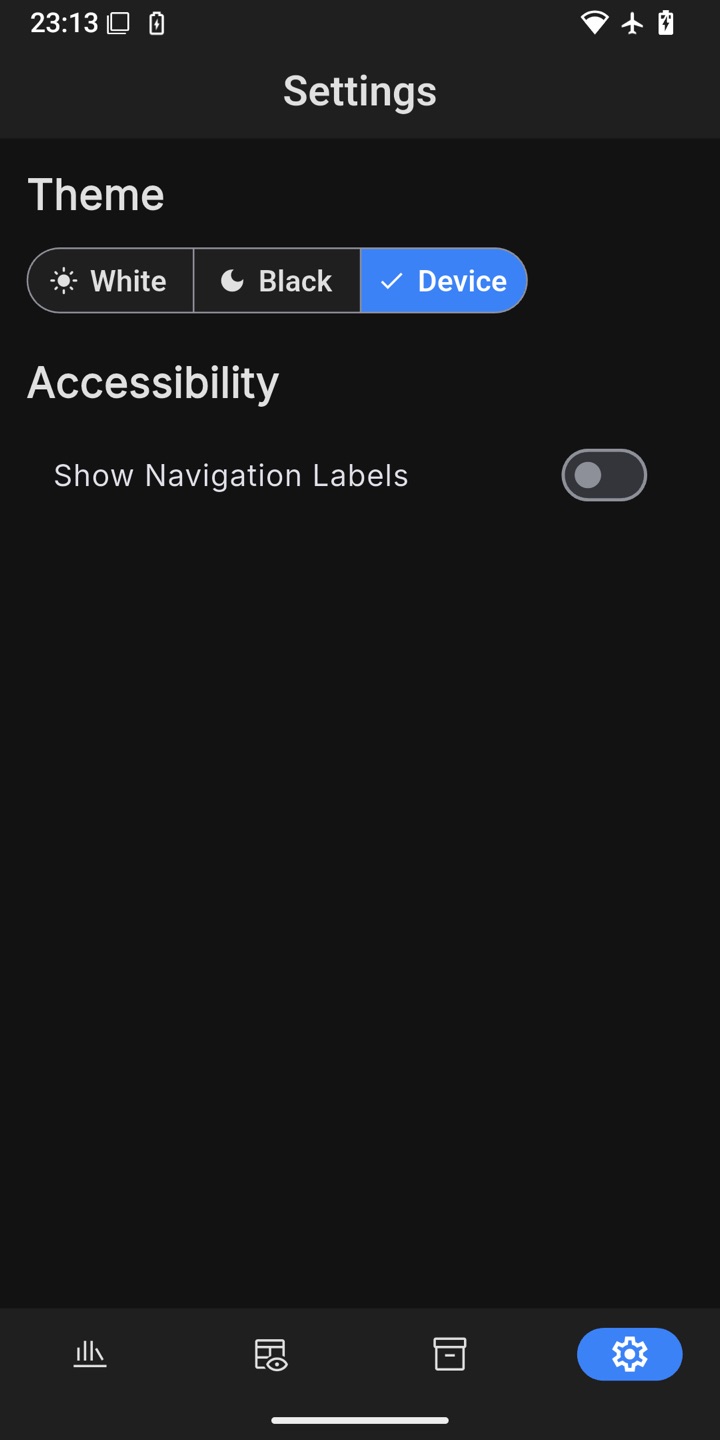 23:13
Settings
Theme
White Black Device
Accessibility
Show Navigation Labels